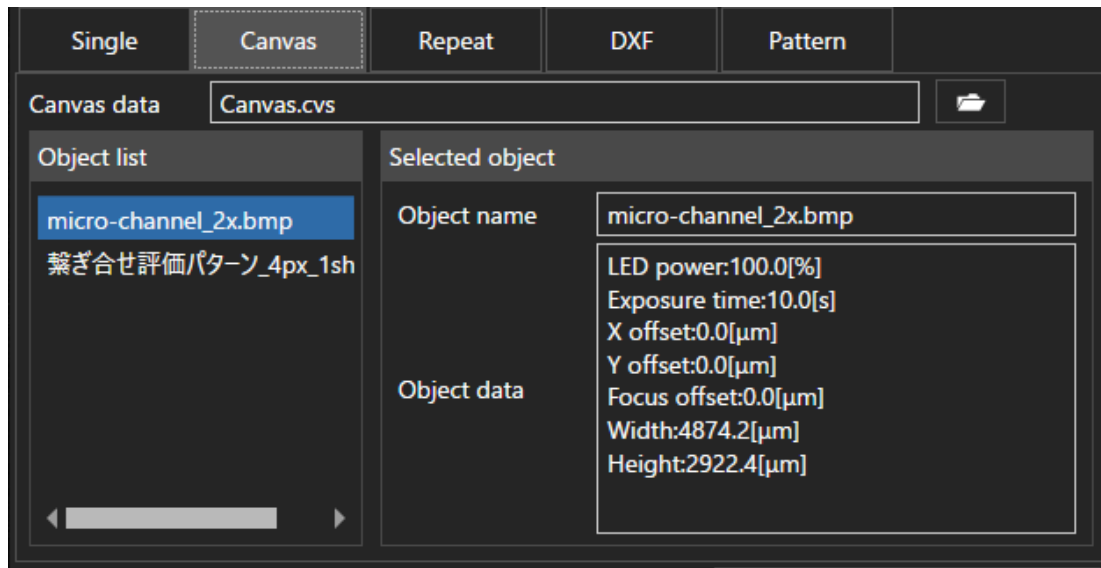 Single
Canvas
Repeat
DXF
Pattern
Canvas data
Canvas.cvs
Object list
micro-channel_2x.bmp
繋ぎ合せ評価パターン_4px_1sh
Selected object
Object name
micro-channel_2x.bmp
Object data
LED power:100.0[%]
Exposure time:10.0[s]
X offset:0.0[μm]
Y offset:0.0[μm]
Focus offset:0.0[μm]
Width:4874.2[μm]
Height:2922.4[μm]